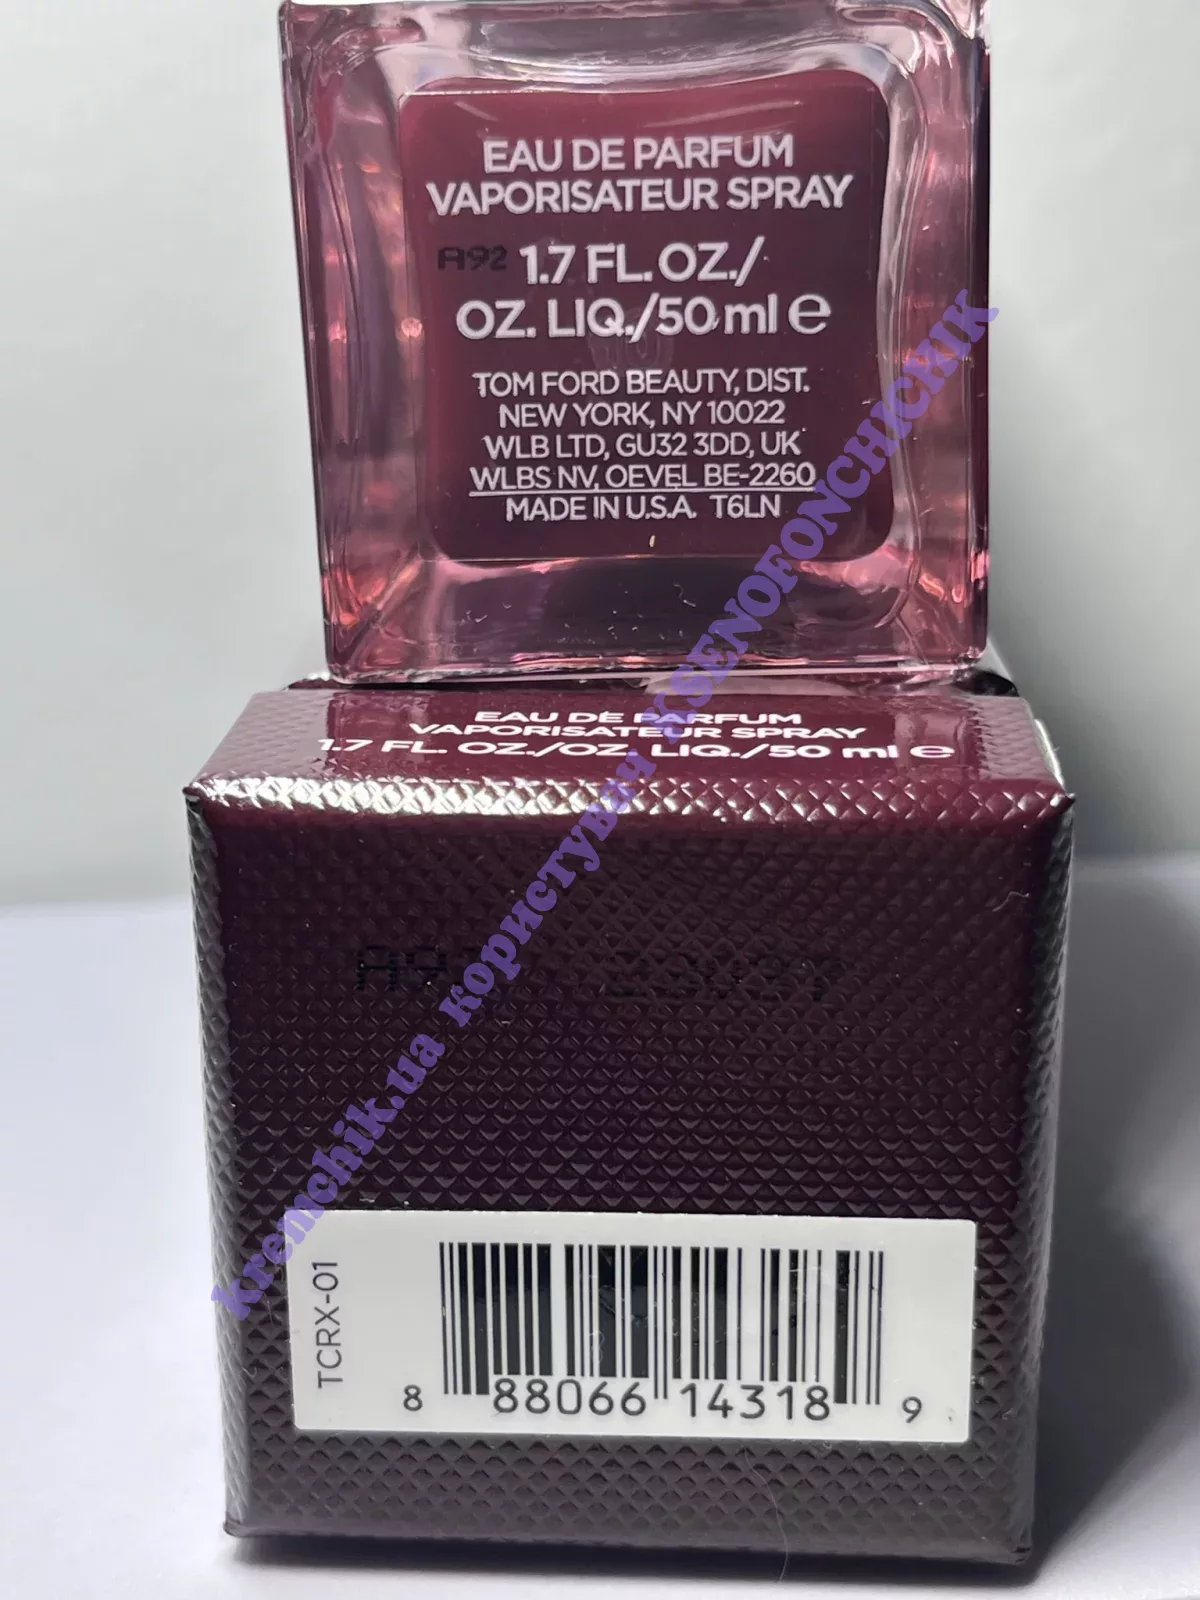 EAU DE PARFUM
VAPORISATEUR SPRAY
A92 1.7 FL. OZ./
OZ. LIQ./50 ml e
TOM FORD BEAUTY, DIST.
NEW YORK, NY 10022
WLB LTD, GU32 3DD, UK
WLBS NV, OEVEL BE-2260
MADE IN U.S.A. T6LN
EAU DE PARFUM
VAPORISATEUR SPRAY
1.7 FL. OZ./OZ. LIQ./50 ml e
TCRX-01
8 88066 14318 9
kremchik.ua користувач KSENOFONCHICHIK